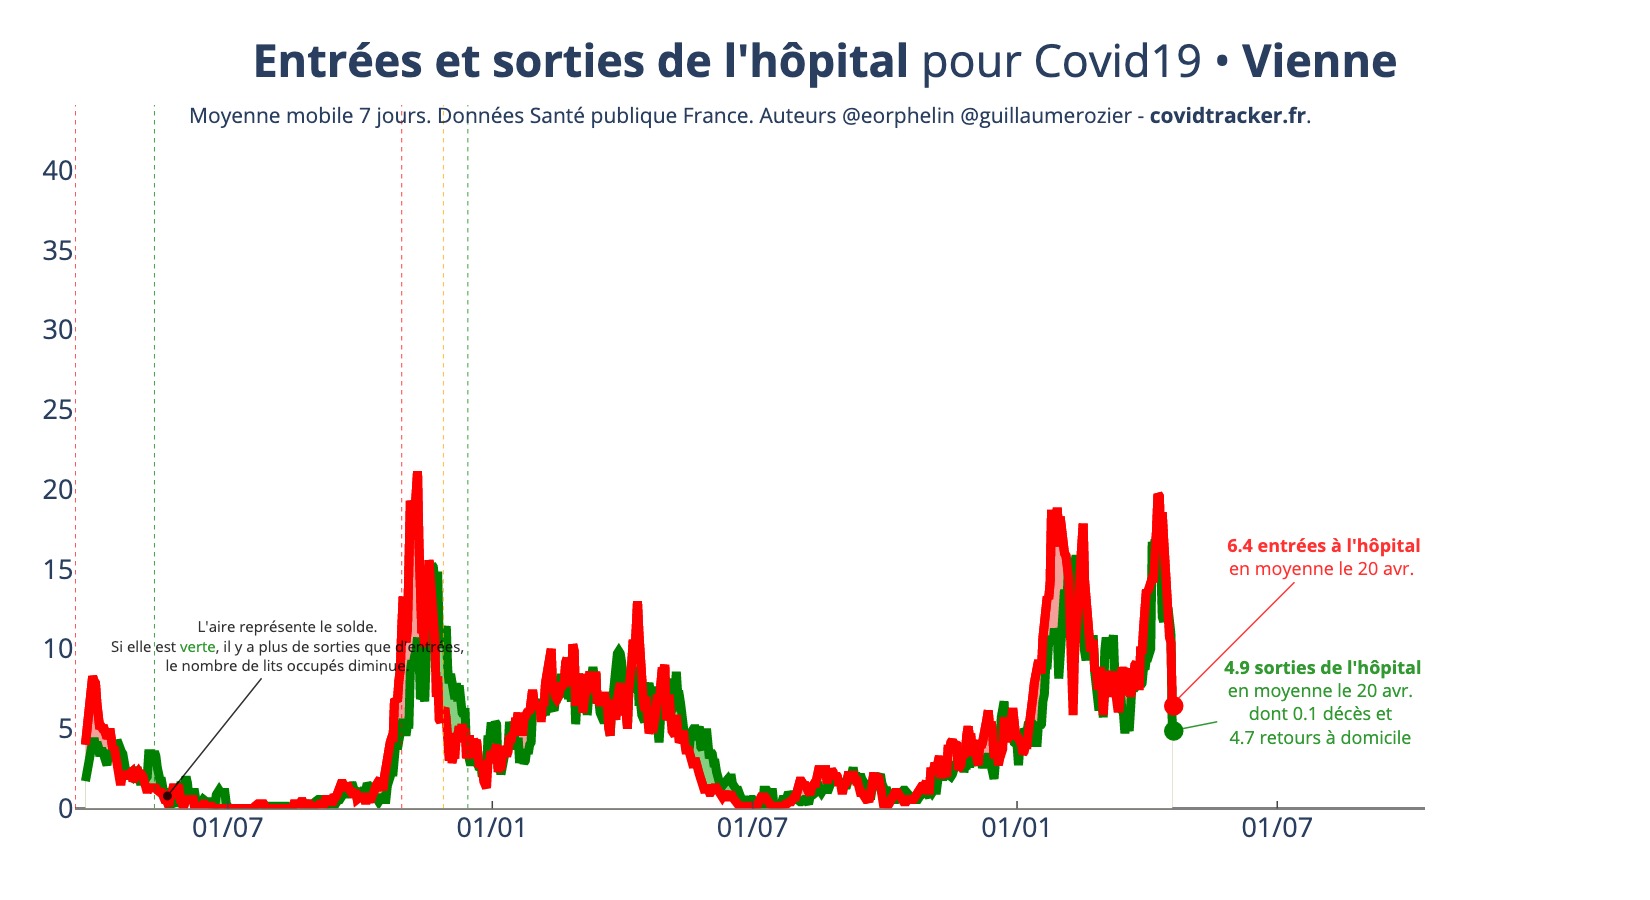 Entrées et sorties de l'hôpital pour Covid19 • Vienne
Moyenne mobile 7 jours. Données Santé publique France. Auteurs @eorphelin @guillaumerozier - covidtracker.fr.
40
35
30
25
20
15
10
5
0
L'aire représente le solde.
Si elle est verte, il y a plus de sorties que d'entrées,
le nombre de lits occupés diminue.
6.4 entrées à l'hôpital
en moyenne le 20 avr.
4.9 sorties de l'hôpital
en moyenne le 20 avr.
dont 0.1 décès et
4.7 retours à domicile
01/07
01/01
01/07
01/01
01/07